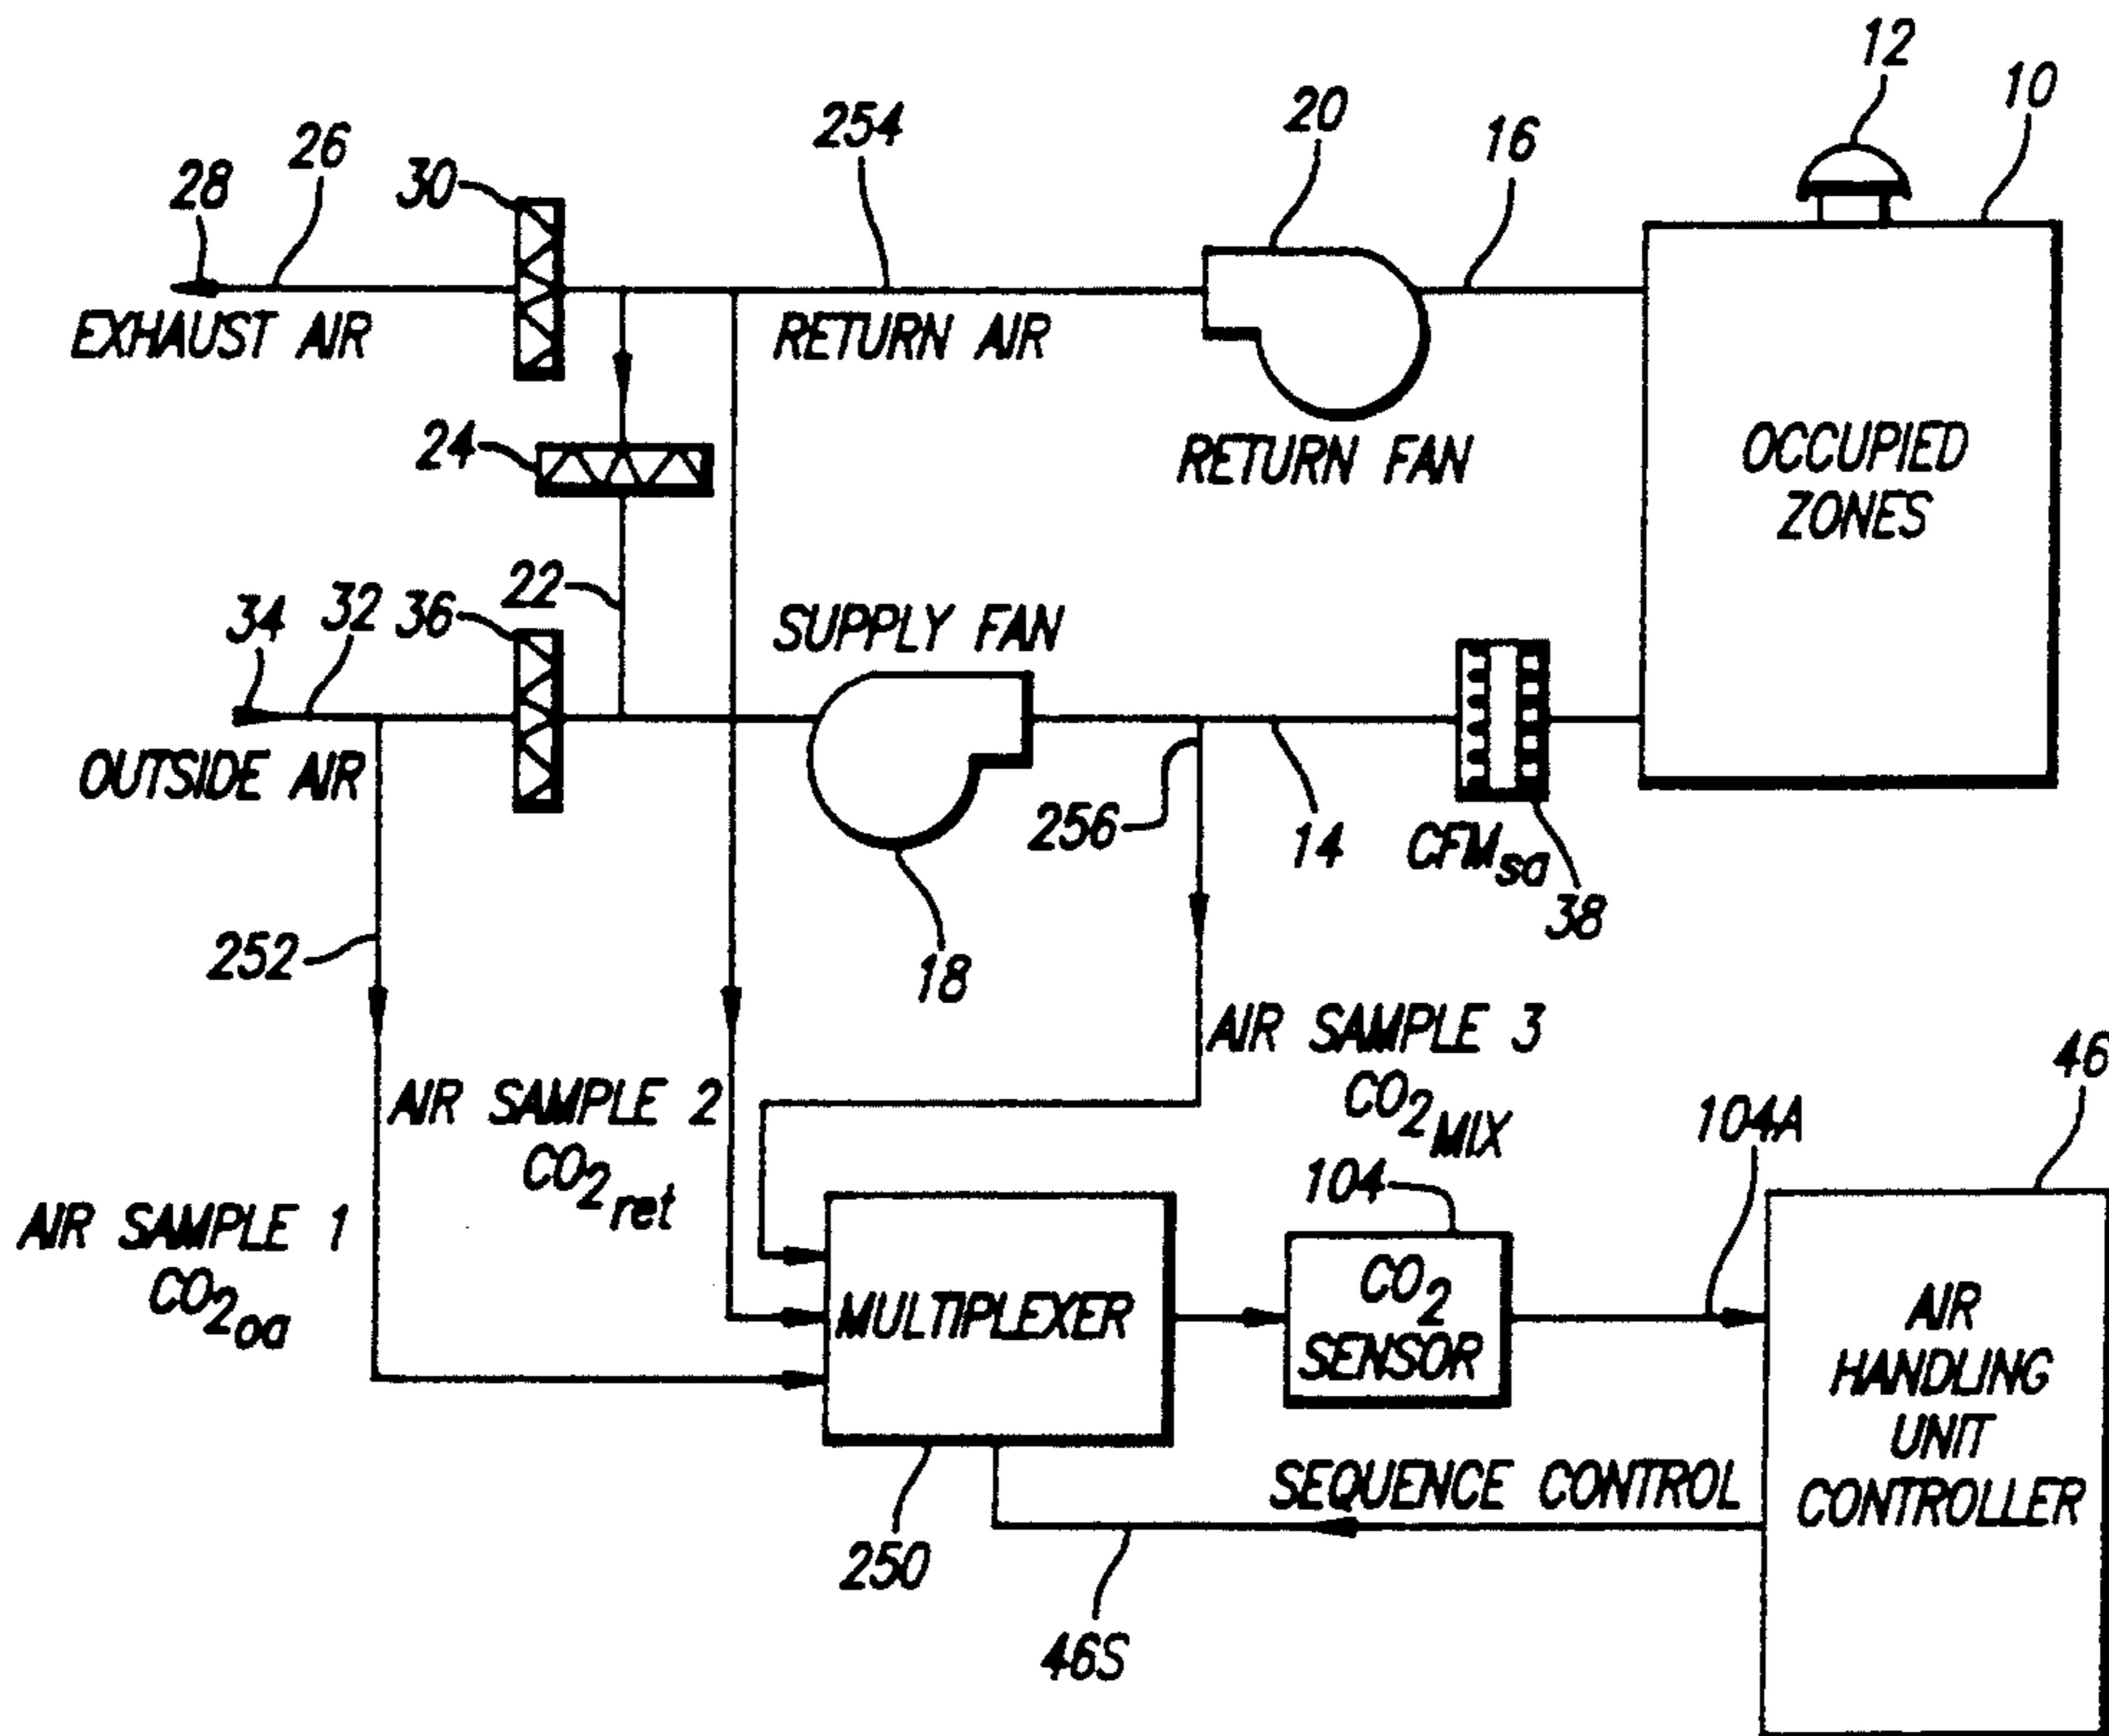 12
10
20
254
16
26
28
30
EXHAUST AIR
RETURN AIR
24
RETURN FAN
OCCUPIED
ZONES
22
34
32
36
SUPPLY FAN
OUTSIDE AIR
256
14
CFMsa
38
252
18
AIR SAMPLE 3
CO2MIX
46
AIR SAMPLE 2
CO2ret
104A
104
AIR SAMPLE 1
CO2oa
MULTIPLEXER
CO2
SENSOR
AIR
HANDLING
UNIT
CONTROLLER
SEQUENCE CONTROL
250
46S